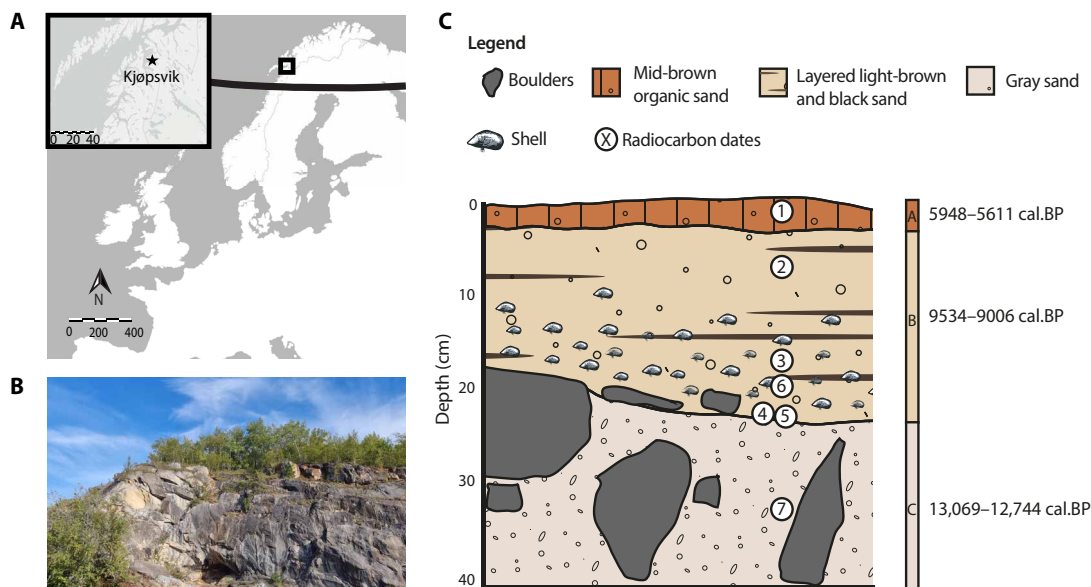 A
Kjøpsvik
0 20 40
N
0 200 400
B
C
Legend
Boulders
Mid-brown
organic sand
Layered light-brown
and black sand
Gray sand
Shell
X Radiocarbon dates
Depth (cm)
0
10
20
30
40
1
2
3
6
4 5
7
A 5948–5611 cal.BP
B 9534–9006 cal.BP
C 13,069–12,744 cal.BP